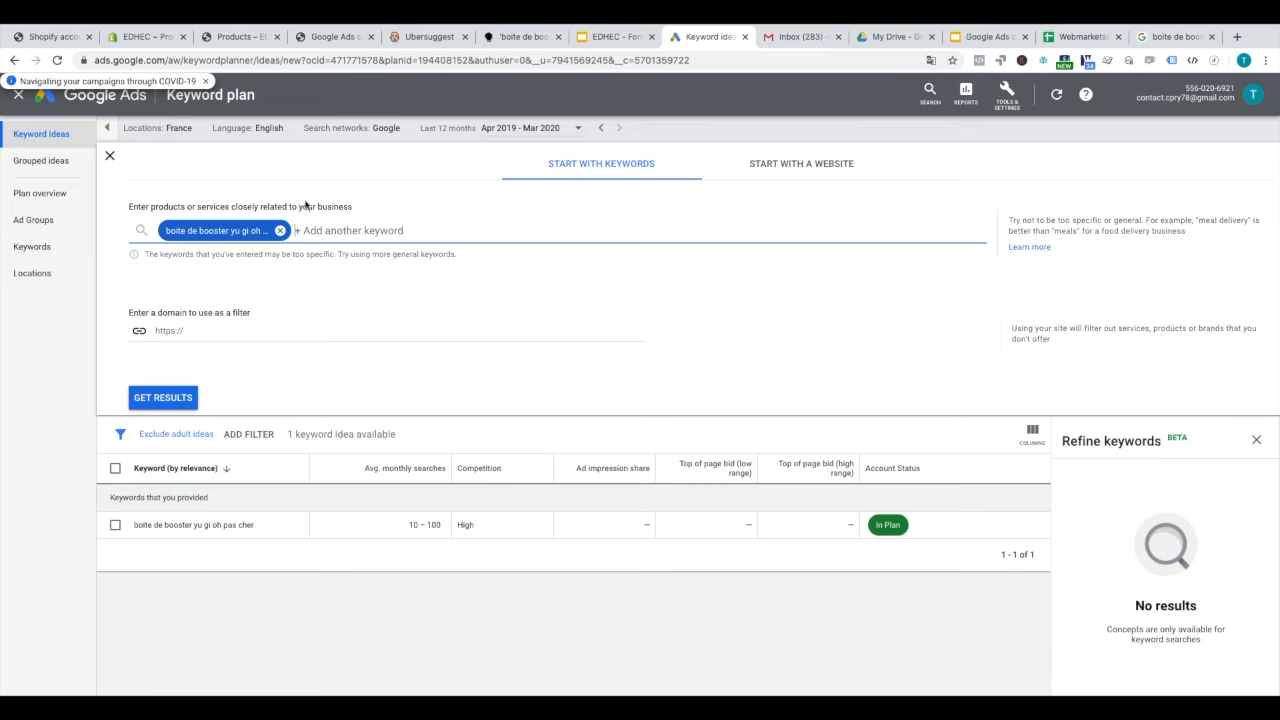 Shopify acco
EDHEC – Pro
Products – E
Google Ads c
Ubersuggest
'boite de boo
EDHEC - For
Keyword idea
Inbox (283) –
My Drive - G
Google Ads c
Webmarketi
boite de boos
ads.google.com/aw/keywordplanner/ideas/new?ocid=471771578&planId=194408152&authuser=0&__u=7941569245&__c=5701359722
T
NEW
Navigating your campaigns through COVID-19
Google Ads
Keyword plan
SEARCH
REPORTS
TOOLS & SETTINGS
556-020-6921
contact.cpry78@gmail.com
T
Keyword ideas
Grouped ideas
Plan overview
Ad Groups
Keywords
Locations
Locations: France
Language: English
Search networks: Google
Last 12 months
Apr 2019 - Mar 2020
START WITH KEYWORDS
START WITH A WEBSITE
Enter products or services closely related to your business
boite de booster yu gi oh ...
+ Add another keyword
The keywords that you've entered may be too specific. Try using more general keywords.
Try not to be too specific or general. For example, "meal delivery" is
better than "meals" for a food delivery business
Learn more
Enter a domain to use as a filter
https://
Using your site will filter out services, products or brands that you
don't offer
GET RESULTS
Exclude adult ideas
ADD FILTER
1 keyword idea available
COLUMNS
Keyword (by relevance)
Avg. monthly searches
Competition
Ad impression share
Top of page bid (low
range)
Top of page bid (high
range)
Account Status
Keywords that you provided
boite de booster yu gi oh pas cher
10 – 100
High
–
–
–
In Plan
1 - 1 of 1
Refine keywords BETA
No results
Concepts are only available for
keyword searches